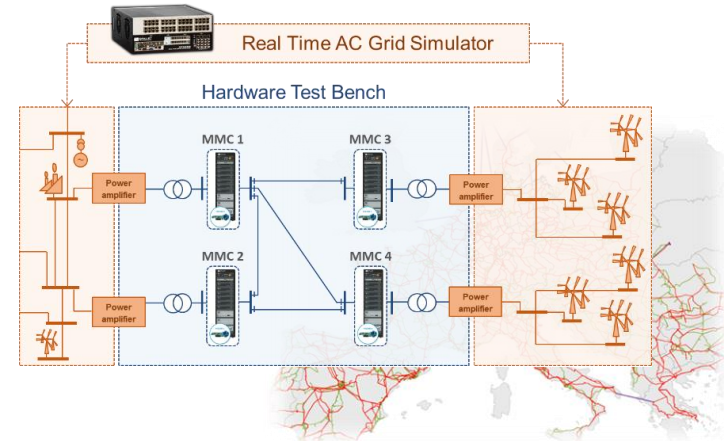 Real Time AC Grid Simulator
Hardware Test Bench
MMC 1
MMC 3
Power
amplifier
Power
amplifier
MMC 2
MMC 4
Power
amplifier
Power
amplifier